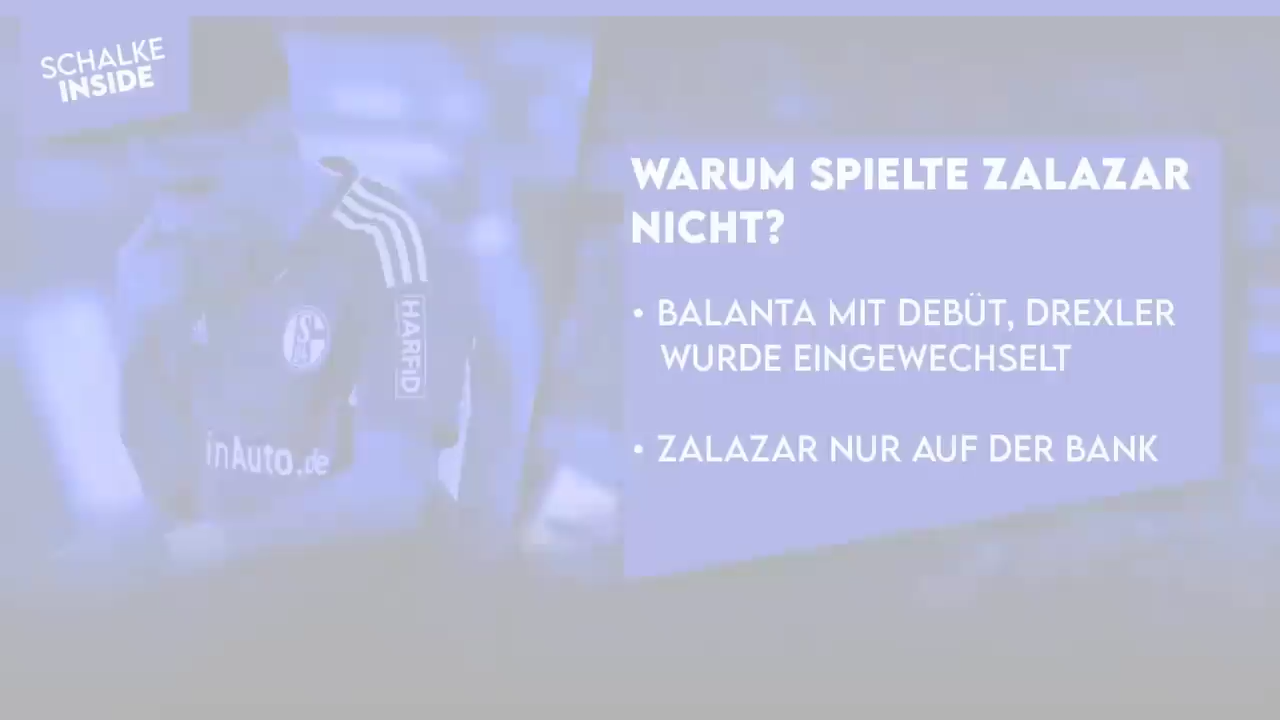 SCHALKE
INSIDE
WARUM SPIELTE ZALAZAR
NICHT?
• BALANTA MIT DEBÜT, DREXLER
WURDE EINGEWECHSELT
• ZALAZAR NUR AUF DER BANK
HARFID
inAuto.de